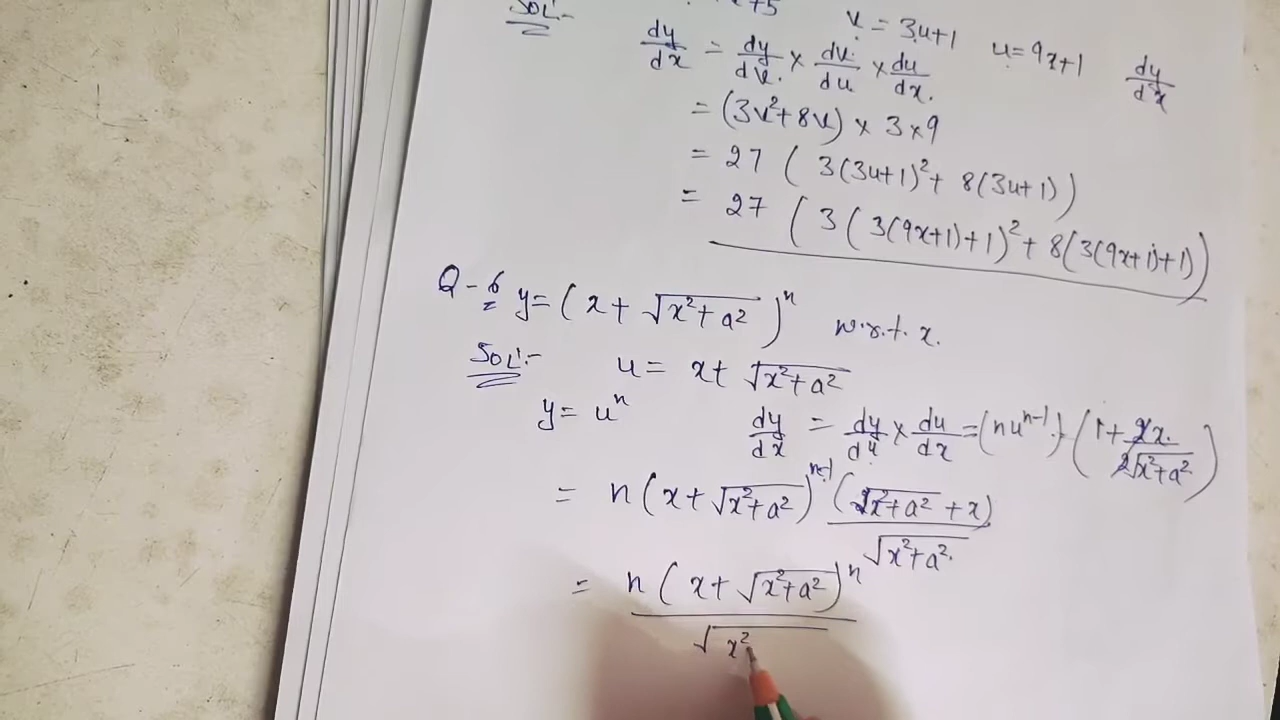 SOL':- x+5 v = 3u+1 u = 9x+1 dy/dx
dy/dx = dy/dv. × dv/du × du/dx.
= (3v²+8v) × 3×9
= 27 ( 3(3u+1)² + 8(3u+1) )
= 27 ( 3( 3(9x+1)+1)² + 8(3(9x+1)+1) )
Q-6 y= ( x + √x²+a² )ⁿ w.r.t. x.
SOL':- u = x+ √x²+a²
y = uⁿ dy/dx = dy/du × du/dx = (nuⁿ⁻¹).(1+ 2x./2√x²+a²)
= n(x+√x²+a²)ⁿ⁻¹ (√x²+a² + x)/√x²+a².
= n( x+ √x²+a²)ⁿ/√x²